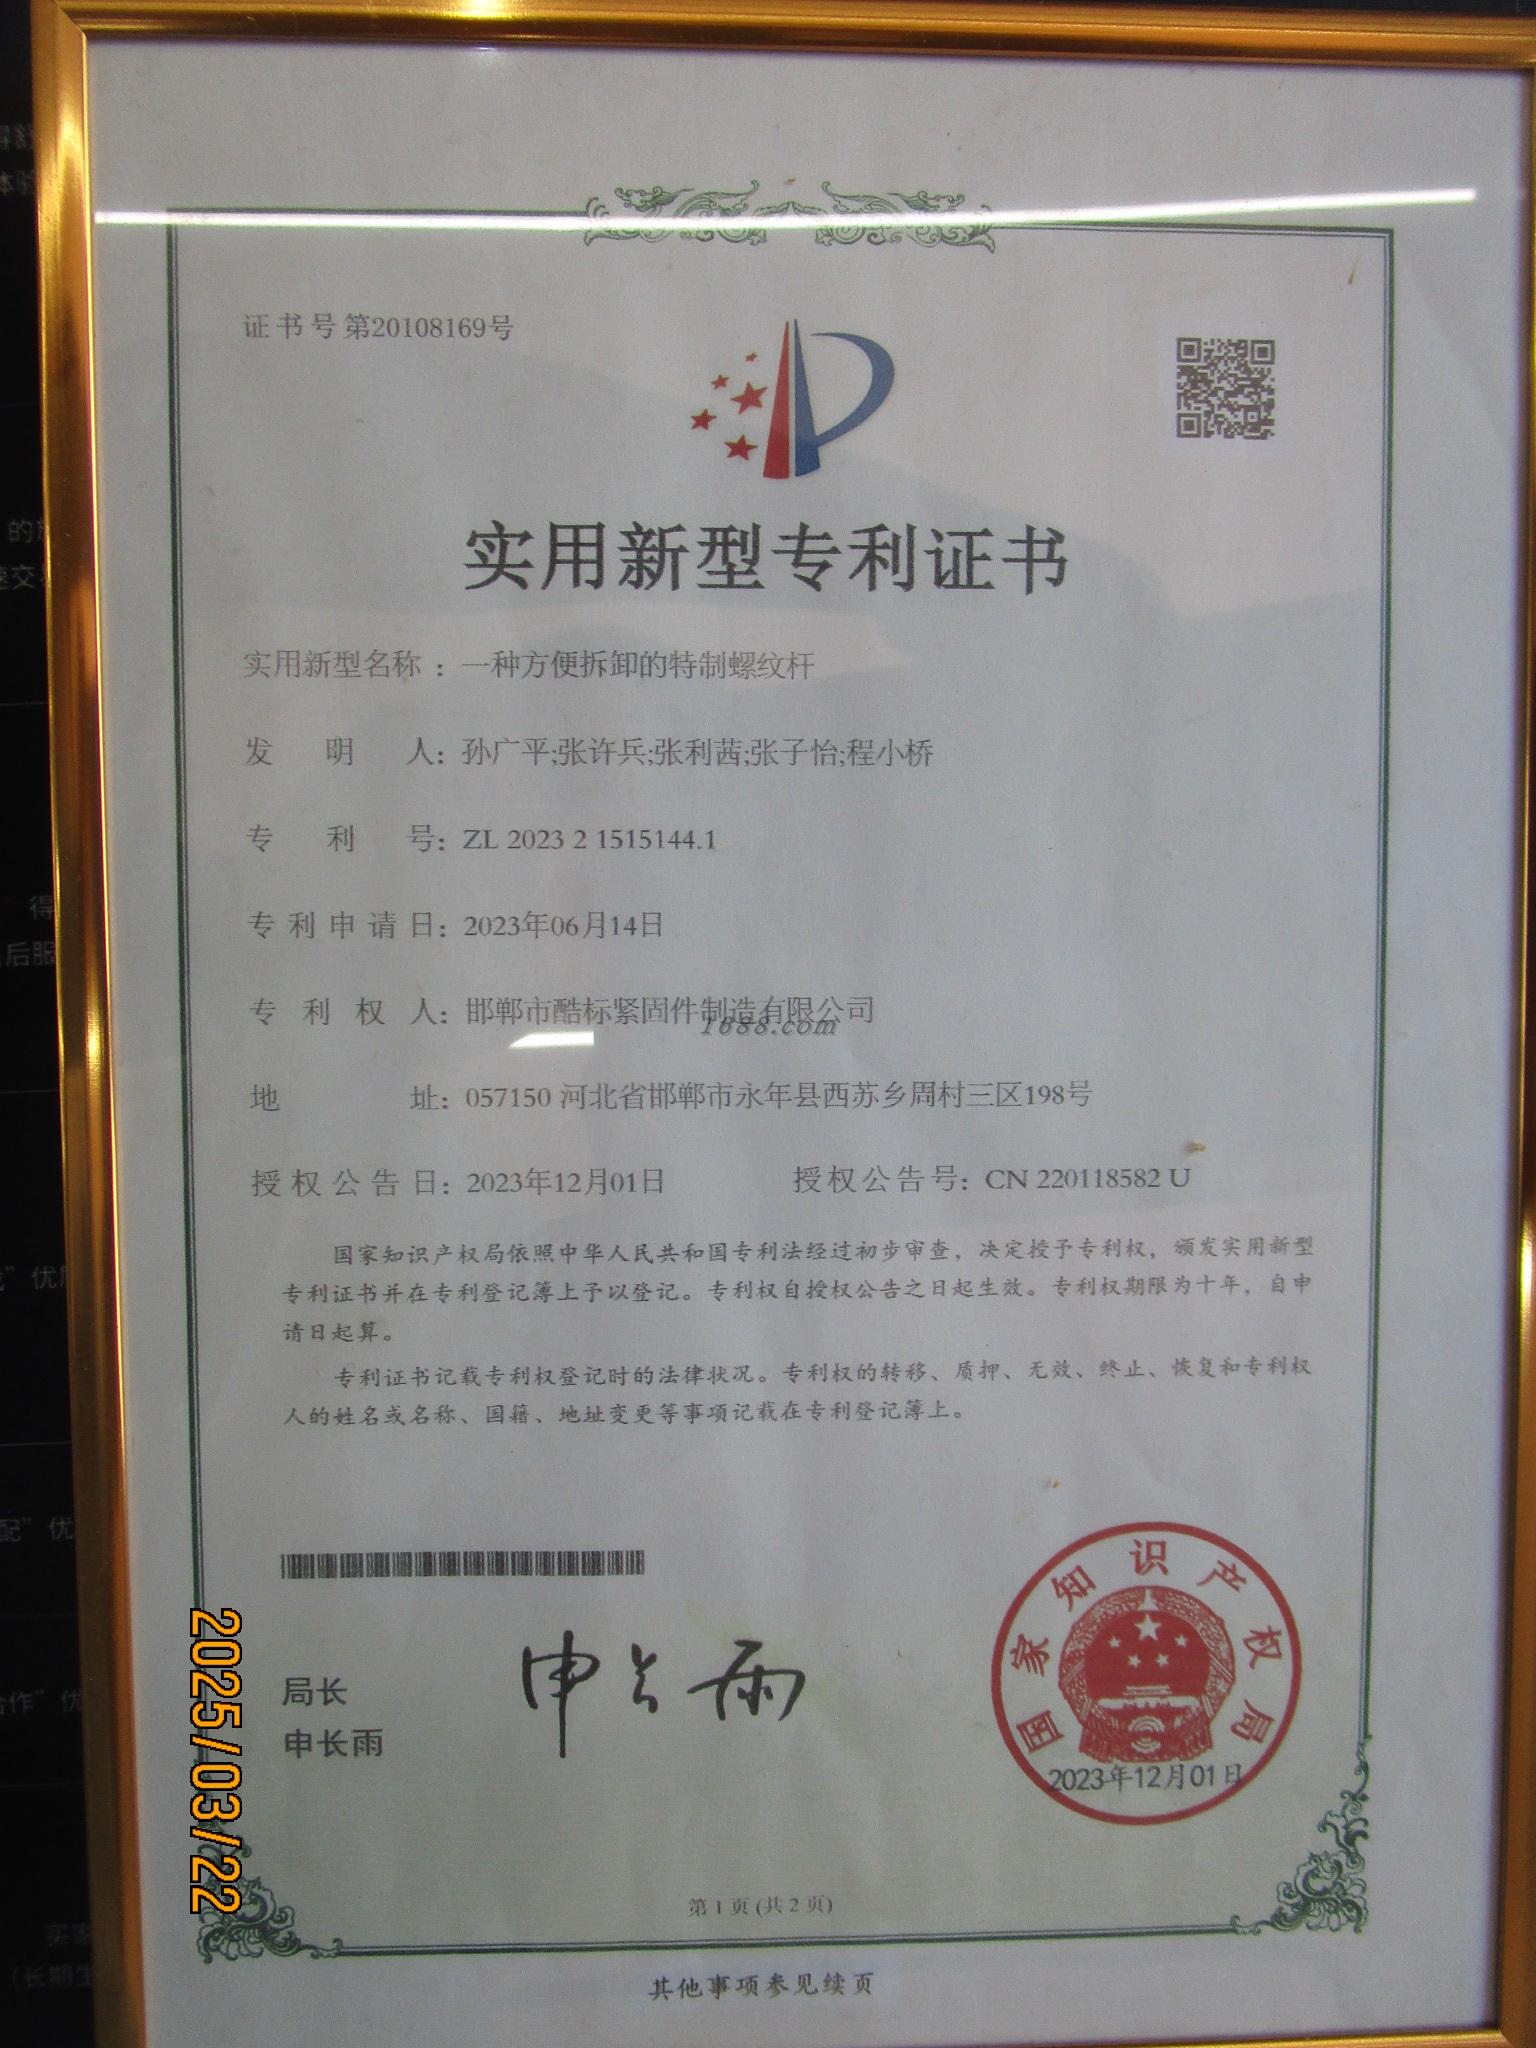 证书号第20108169号
实用新型专利证书
实用新型名称：一种方便拆卸的特制螺纹杆
发明人：孙广平;张许兵;张利茜;张子怡;程小桥
专利号：ZL 2023 2 1515144.1
专利申请日：2023年06月14日
专利权人：邯郸市酷标紧固件制造有限公司
1688.com
地址：057150 河北省邯郸市永年县西苏乡周村三区198号
授权公告日：2023年12月01日 授权公告号：CN 220118582 U
国家知识产权局依照中华人民共和国专利法经过初步审查，决定授予专利权，颁发实用新型
专利证书并在专利登记簿上予以登记。专利权自授权公告之日起生效。专利权期限为十年，自申
请日起算。
专利证书记载专利权登记时的法律状况。专利权的转移、质押、无效、终止、恢复和专利权
人的姓名或名称、国籍、地址变更等事项记载在专利登记簿上。
局长
申长雨
申长雨
国家知识产权局
2023年12月01日
2025/03/22
第1页(共2页)
其他事项参见续页